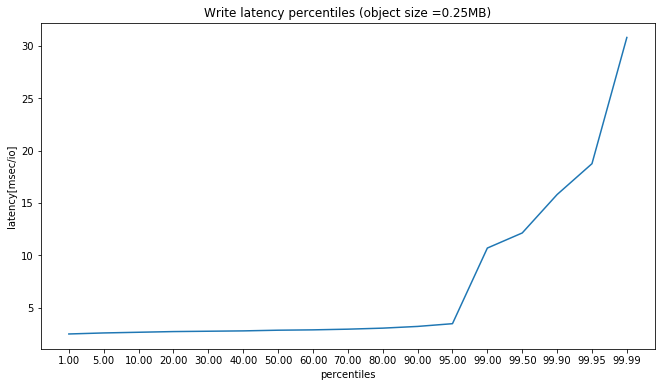 Write latency percentiles (object size =0.25MB)
30
25
20
15
10
5
latency[msec/io]
1.00 5.00 10.00 20.00 30.00 40.00 50.00 60.00 70.00 80.00 90.00 95.00 99.00 99.50 99.90 99.95 99.99
percentiles